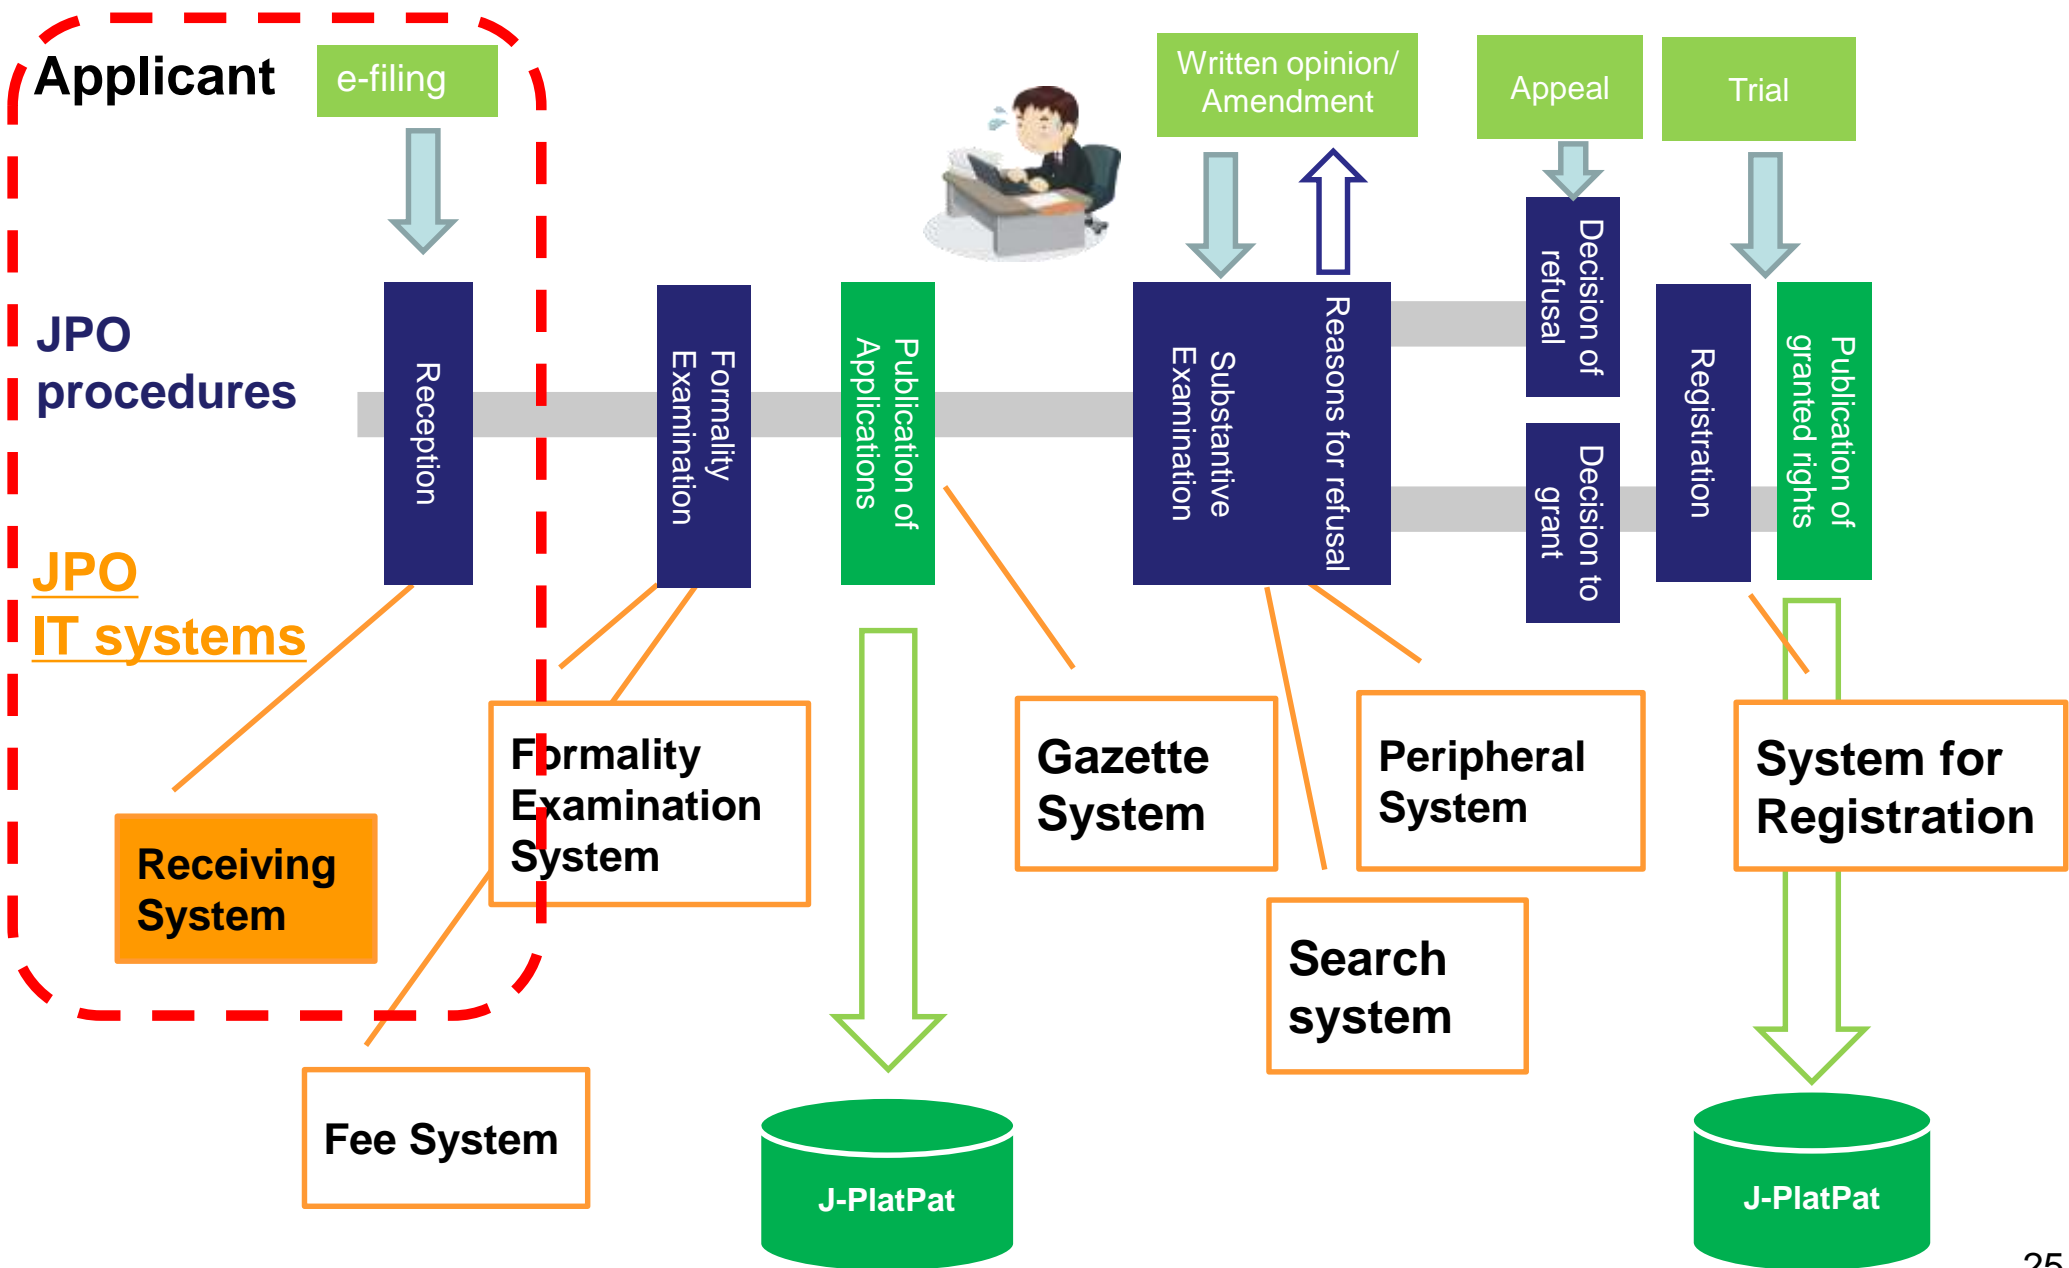 Applicant
e-filing
Written opinion/
Amendment
Appeal
Trial
JPO
procedures
Reception
Formality
Examination
Publication of
Applications
Substantive
Examination
Reasons for refusal
Decision of
refusal
Decision to
grant
Registration
Publication of
granted rights
JPO
IT systems
Receiving
System
Formality
Examination
System
Fee System
Gazette
System
Search
system
Peripheral
System
System for
Registration
J-PlatPat
J-PlatPat
25